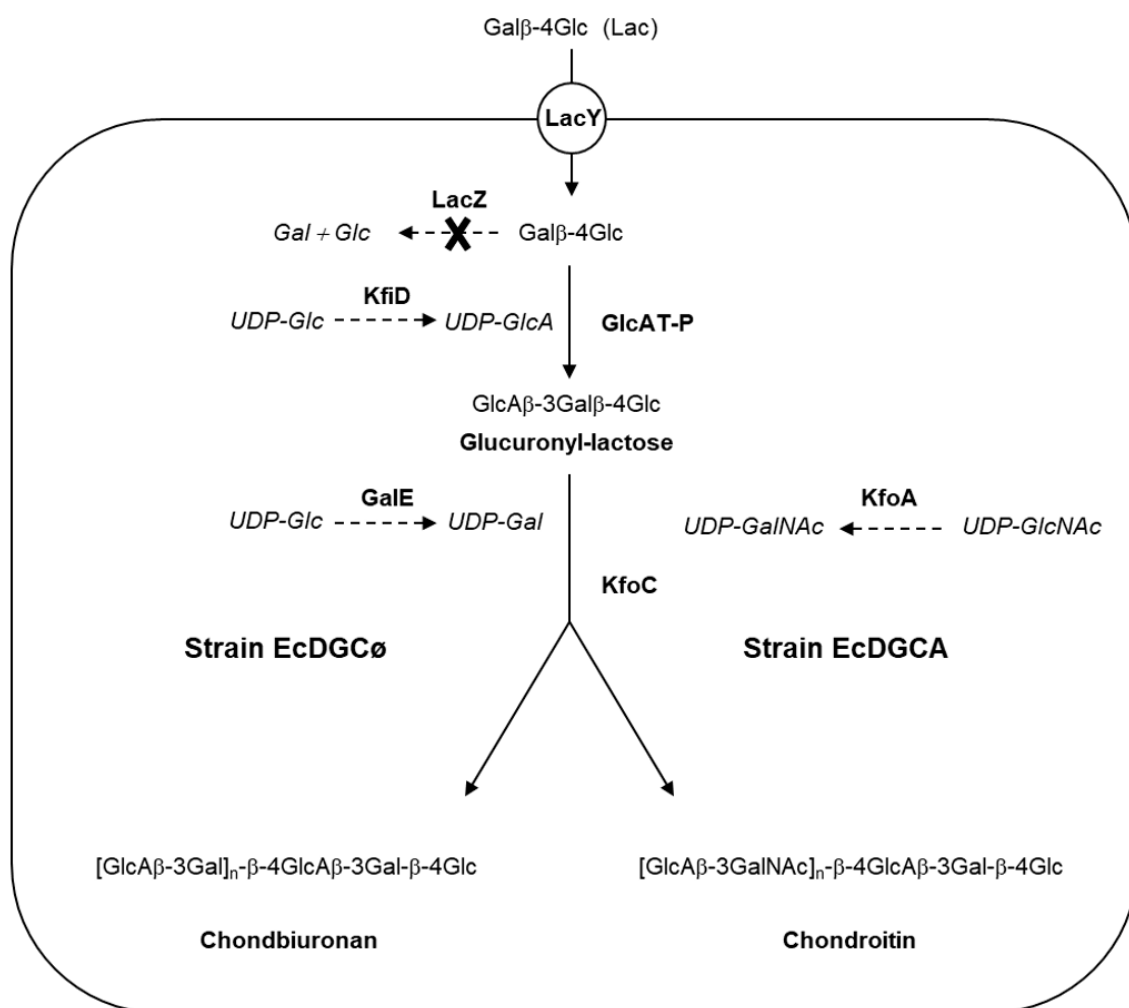 Galβ-4Glc (Lac)
LacY
LacZ
Gal + Glc
Galβ-4Glc
KfiD
UDP-Glc
UDP-GlcA
GlcAT-P
GlcAβ-3Galβ-4Glc
Glucuronyl-lactose
GalE
KfoA
UDP-Glc
UDP-Gal
UDP-GalNAc
UDP-GlcNAc
KfoC
Strain EcDGCø
Strain EcDGCA
[GlcAβ-3Gal]n-β-4GlcAβ-3Gal-β-4Glc
[GlcAβ-3GalNAc]n-β-4GlcAβ-3Gal-β-4Glc
Chondbiuronan
Chondroitin